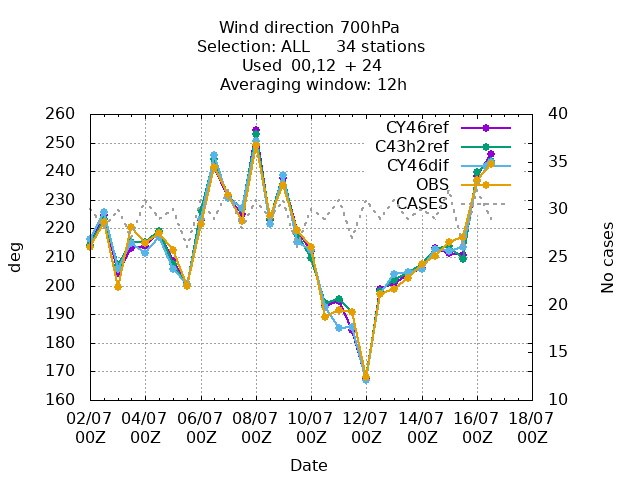 Wind direction 700hPa
Selection: ALL 34 stations
Used 00,12 + 24
Averaging window: 12h
260
250
240
230
220
210
200
190
180
170
160
deg
40
35
30
25
20
15
10
No cases
CY46ref
C43h2ref
CY46dif
OBS
CASES
02/07 04/07 06/07 08/07 10/07 12/07 14/07 16/07 18/07
00Z 00Z 00Z 00Z 00Z 00Z 00Z 00Z 00Z
Date